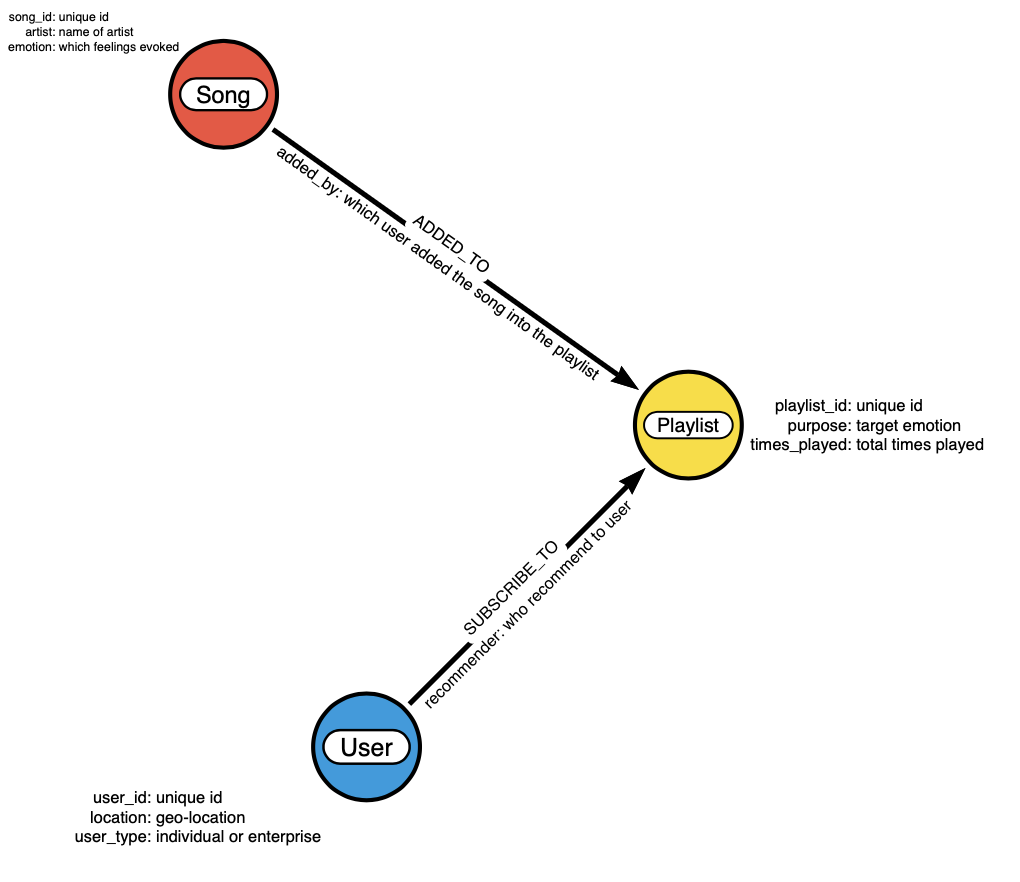 song_id: unique id
artist: name of artist
emotion: which feelings evoked
Song
ADDED_TO
added_by: which user added the song into the playlist
Playlist
playlist_id: unique id
purpose: target emotion
times_played: total times played
SUBSCRIBE_TO
recommender: who recommend to user
User
user_id: unique id
location: geo-location
user_type: individual or enterprise